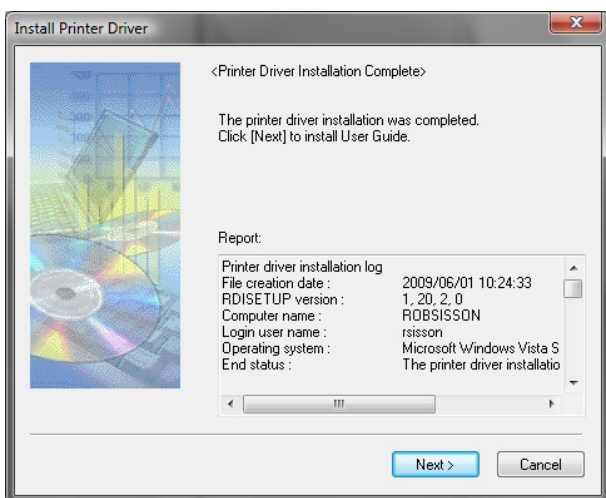 Install Printer Driver
<Printer Driver Installation Complete>
The printer driver installation was completed.
Click [Next] to install User Guide.
Report:
Printer driver installation log
File creation date : 2009/06/01 10:24:33
RDISETUP version : 1, 20, 2, 0
Computer name : ROBSISSON
Login user name : rsisson
Operating system : Microsoft Windows Vista S
End status : The printer driver installatio
Next >
Cancel